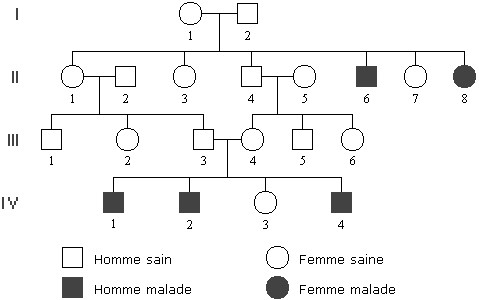 I
1 2
II
1 2 3 4 5 6 7 8
III
1 2 3 4 5 6
IV
1 2 3 4
Homme sain Femme saine
Homme malade Femme malade